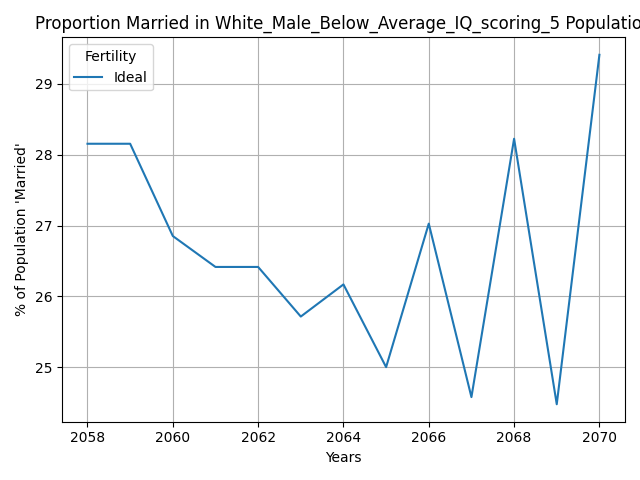 Proportion Married in White_Male_Below_Average_IQ_scoring_5 Populatio
Fertility
Ideal
% of Population 'Married'
29
28
27
26
25
2058 2060 2062 2064 2066 2068 2070
Years